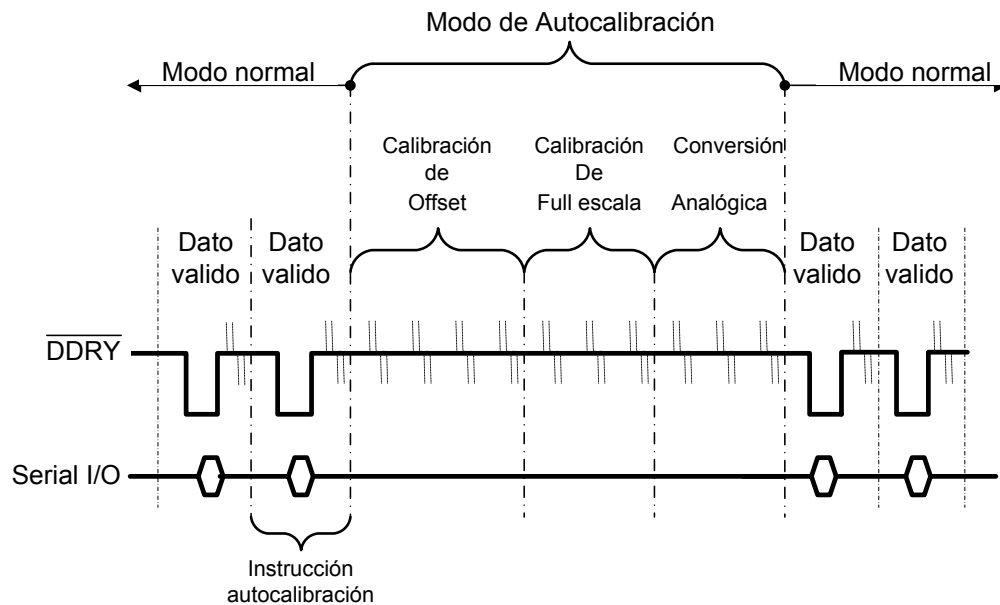 Modo de Autocalibración
Modo normal
Modo normal
Calibración
de
Offset
Calibración
De
Full escala
Conversión
Analógica
Dato
valido
Dato
valido
Dato
valido
Dato
valido
DDRY
Serial I/O
Instrucción
autocalibración